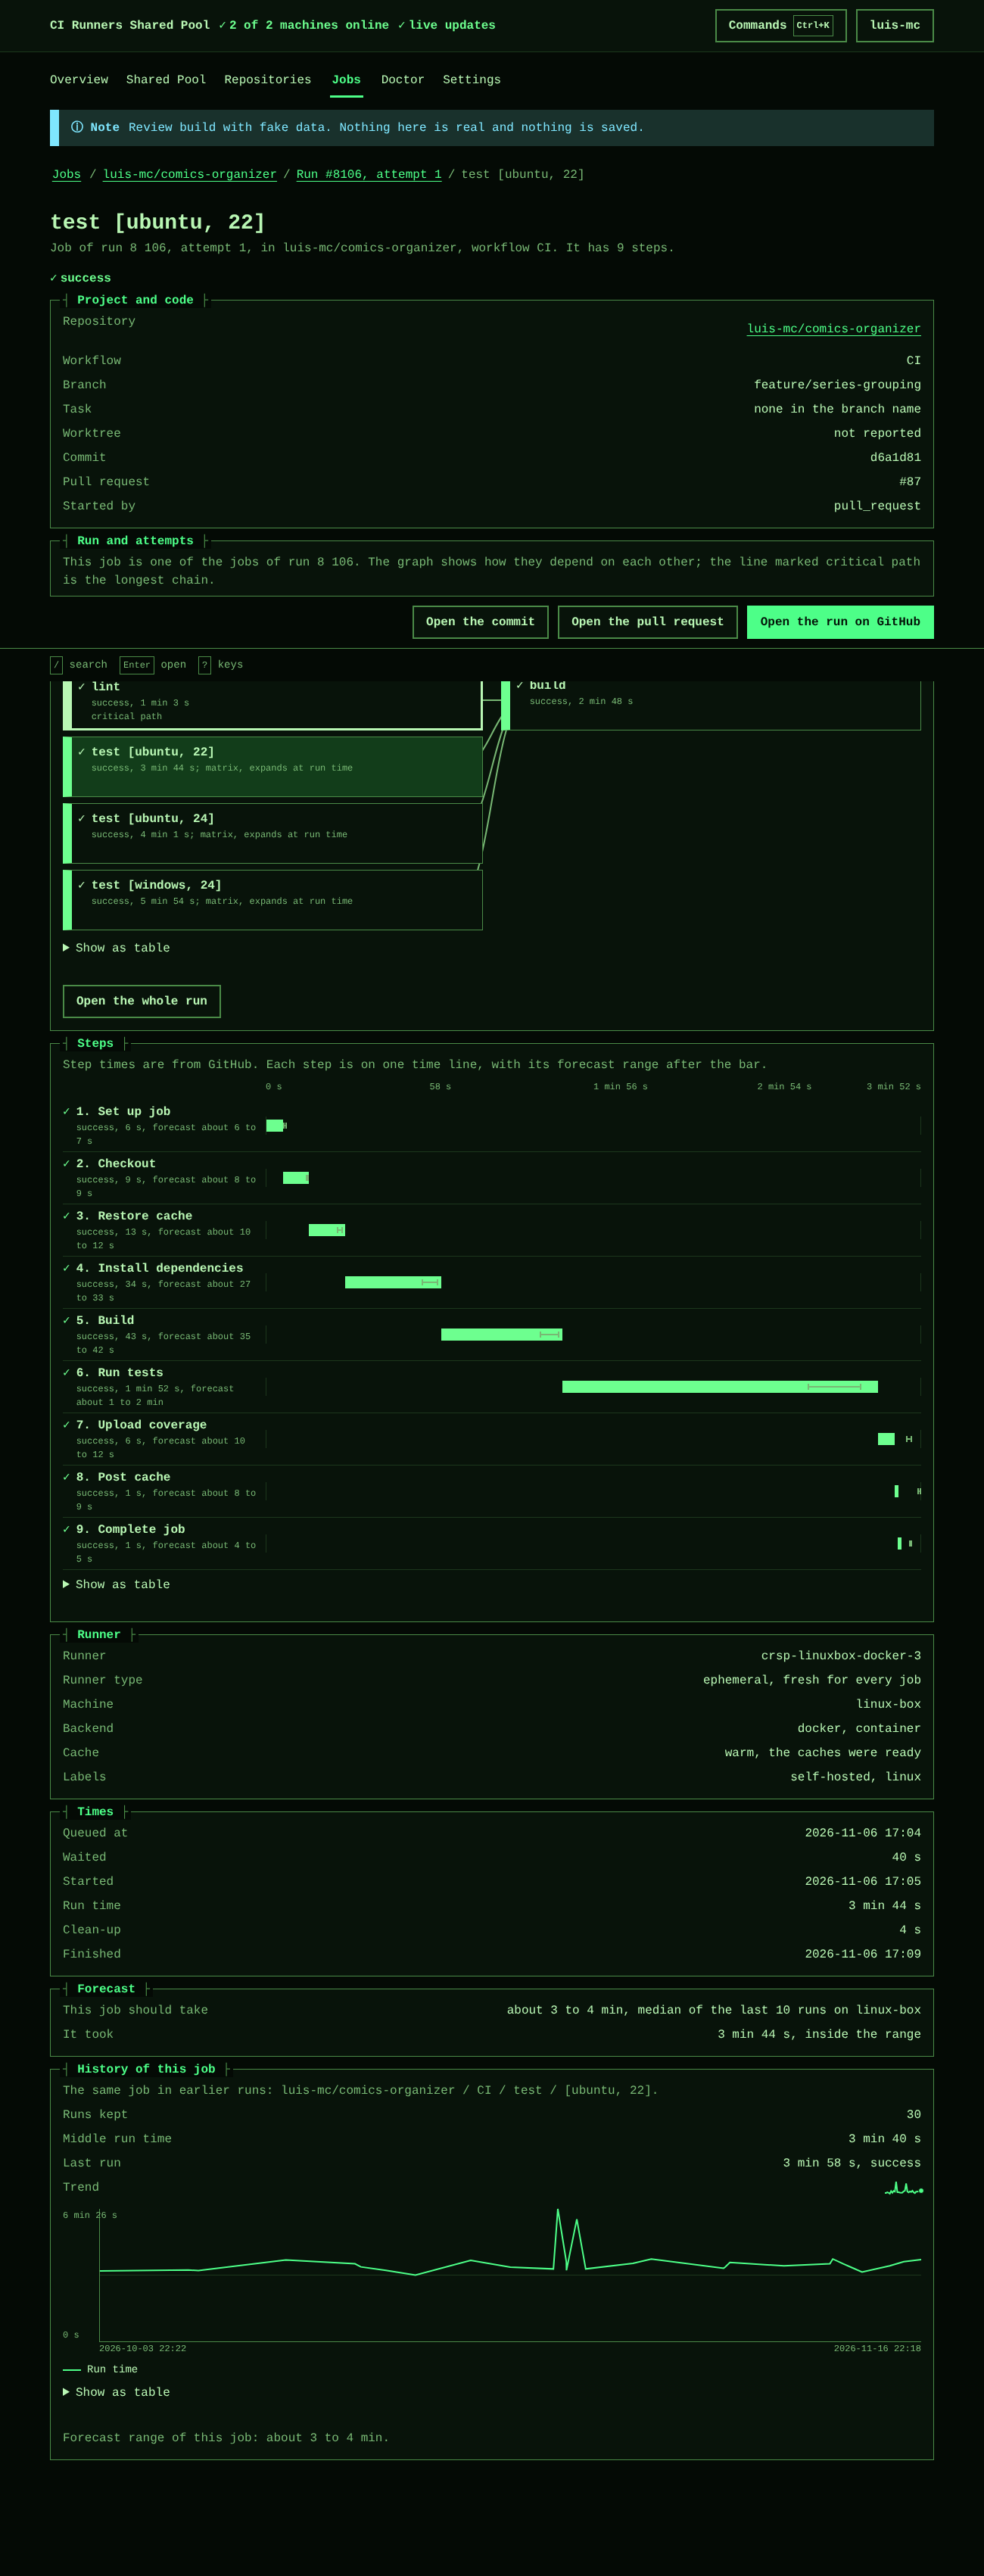 CI Runners Shared Pool ✓ 2 of 2 machines online ✓ live updates Commands Ctrl+K luis-mc
Overview Shared Pool Repositories Jobs Doctor Settings
ⓘ Note Review build with fake data. Nothing here is real and nothing is saved.
Jobs / luis-mc/comics-organizer / Run #8106, attempt 1 / test [ubuntu, 22]
test [ubuntu, 22]
Job of run 8 106, attempt 1, in luis-mc/comics-organizer, workflow CI. It has 9 steps.
✓ success
Project and code
Repository luis-mc/comics-organizer
Workflow CI
Branch feature/series-grouping
Task none in the branch name
Worktree not reported
Commit d6a1d81
Pull request #87
Started by pull_request
Run and attempts
This job is one of the jobs of run 8 106. The graph shows how they depend on each other; the line marked critical path
is the longest chain.
Open the commit Open the pull request Open the run on GitHub
/ search Enter open ? keys
✓ lint ✓ build
success, 1 min 3 s success, 2 min 48 s
critical path
✓ test [ubuntu, 22]
success, 3 min 44 s; matrix, expands at run time
✓ test [ubuntu, 24]
success, 4 min 1 s; matrix, expands at run time
✓ test [windows, 24]
success, 5 min 54 s; matrix, expands at run time
▶ Show as table
Open the whole run
Steps
Step times are from GitHub. Each step is on one time line, with its forecast range after the bar.
0 s 58 s 1 min 56 s 2 min 54 s 3 min 52 s
✓ 1. Set up job
success, 6 s, forecast about 6 to
7 s
✓ 2. Checkout
success, 9 s, forecast about 8 to
9 s
✓ 3. Restore cache
success, 13 s, forecast about 10
to 12 s
✓ 4. Install dependencies
success, 34 s, forecast about 27
to 33 s
✓ 5. Build
success, 43 s, forecast about 35
to 42 s
✓ 6. Run tests
success, 1 min 52 s, forecast
about 1 to 2 min
✓ 7. Upload coverage
success, 6 s, forecast about 10
to 12 s
✓ 8. Post cache
success, 1 s, forecast about 8 to
9 s
✓ 9. Complete job
success, 1 s, forecast about 4 to
5 s
▶ Show as table
Runner
Runner crsp-linuxbox-docker-3
Runner type ephemeral, fresh for every job
Machine linux-box
Backend docker, container
Cache warm, the caches were ready
Labels self-hosted, linux
Times
Queued at 2026-11-06 17:04
Waited 40 s
Started 2026-11-06 17:05
Run time 3 min 44 s
Clean-up 4 s
Finished 2026-11-06 17:09
Forecast
This job should take about 3 to 4 min, median of the last 10 runs on linux-box
It took 3 min 44 s, inside the range
History of this job
The same job in earlier runs: luis-mc/comics-organizer / CI / test / [ubuntu, 22].
Runs kept 30
Middle run time 3 min 40 s
Last run 3 min 58 s, success
Trend
6 min 26 s
0 s
2026-10-03 22:22 2026-11-16 22:18
Run time
▶ Show as table
Forecast range of this job: about 3 to 4 min.